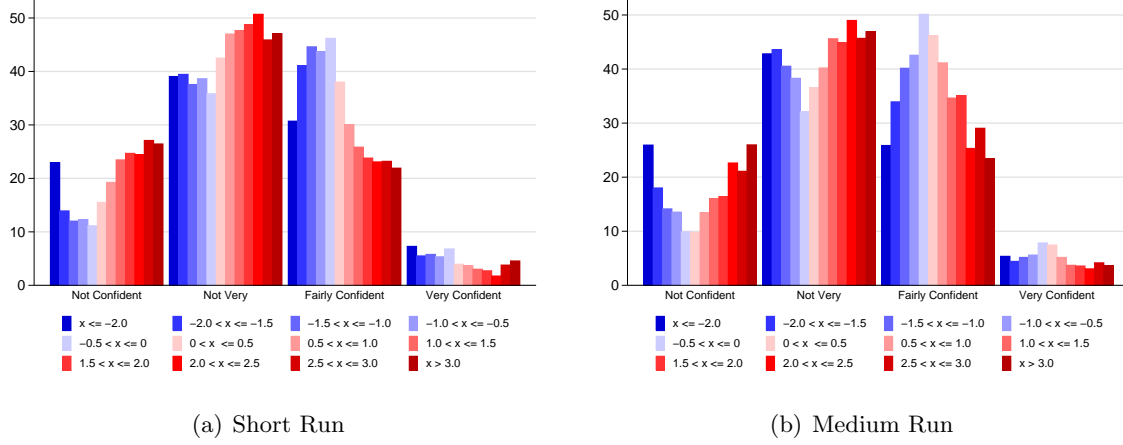 50
40
30
20
10
0
Not Confident Not Very Fairly Confident Very Confident
x <= −2.0 −2.0 < x <= −1.5 −1.5 < x <= −1.0 −1.0 < x <= −0.5
−0.5 < x <= 0 0 < x <= 0.5 0.5 < x <= 1.0 1.0 < x <= 1.5
1.5 < x <= 2.0 2.0 < x <= 2.5 2.5 < x <= 3.0 x > 3.0
(a) Short Run
50
40
30
20
10
0
Not Confident Not Very Fairly Confident Very Confident
x <= −2.0 −2.0 < x <= −1.5 −1.5 < x <= −1.0 −1.0 < x <= −0.5
−0.5 < x <= 0 0 < x <= 0.5 0.5 < x <= 1.0 1.0 < x <= 1.5
1.5 < x <= 2.0 2.0 < x <= 2.5 2.5 < x <= 3.0 x > 3.0
(b) Medium Run